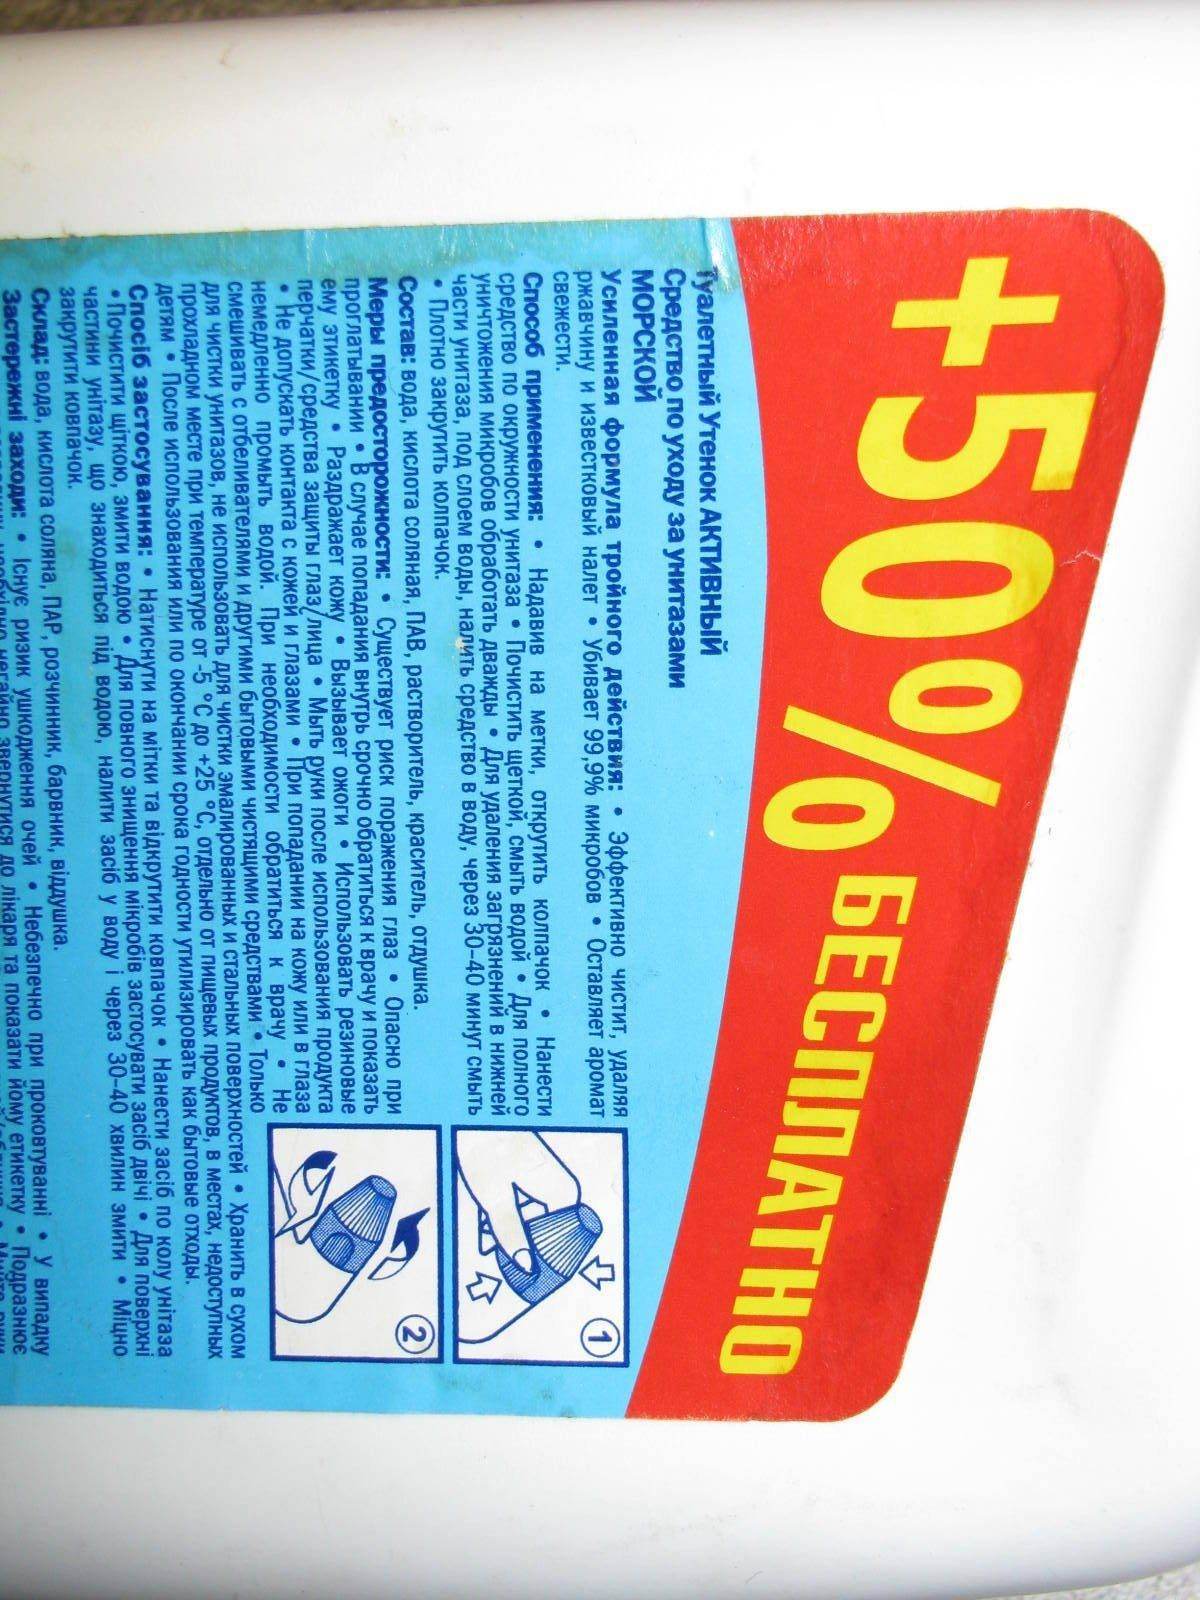 +50% БЕСПЛАТНО
Туалетный Утенок АКТИВНЫЙ
Средство по уходу за унитазами
МОРСКОЙ
Усиленная формула тройного действия: • Эффективно чистит, удаляя
ржавчину и известковый налет • Убивает 99,9% микробов • Оставляет аромат
свежести.
Способ применения: • Надавив на метки, открутить колпачок • Нанести
средство по окружности унитаза • Почистить щеткой, смыть водой • Для полного
уничтожения микробов обработать дважды • Для удаления загрязнений в нижней
части унитаза, под слоем воды, налить средство в воду, через 30-40 минут смыть
• Плотно закрутить колпачок.
Состав: вода, кислота соляная, ПАВ, растворитель, краситель, отдушка.
Меры предосторожности: • Существует риск поражения глаз • Опасно при
проглатывании • В случае попадания внутрь срочно обратиться к врачу и показать
ему этикетку • Раздражает кожу • Вызывает ожоги • Использовать резиновые
перчатки/средства защиты глаз/лица • Мыть руки после использования продукта
• Не допускать контакта с кожей и глазами • При попадании на кожу или в глаза
немедленно промыть водой. При необходимости обратиться к врачу • Не
смешивать с отбеливателями и другими бытовыми чистящими средствами • Только
для чистки унитазов, не использовать для чистки эмалированных и стальных поверхностей • Хранить в сухом
прохладном месте при температуре от -5 °C до +25 °C, отдельно от пищевых продуктов, в местах, недоступных
детям • После использования или по окончании срока годности утилизировать как бытовые отходы.
Спосіб застосування: • Натиснути на мітки та відкрутити ковпачок • Нанести засіб по колу унітаза
• Почистити щіткою, змити водою • Для повного знищення мікробів застосувати засіб двічі • Для поверхні
частини унітазу, що знаходиться під водою, налити засіб у воду і через 30-40 хвилин змити • Міцно
закрутити ковпачок.
Склад: вода, кислота соляна, ПАР, розчинник, барвник, віддушка.
Застережні заходи: • Існує ризик ушкодження очей • Небезпечно при проковтуванні • У випадку
необхідно негайно звернутися до лікаря та показати йому етикетку • Подразнює
1
2